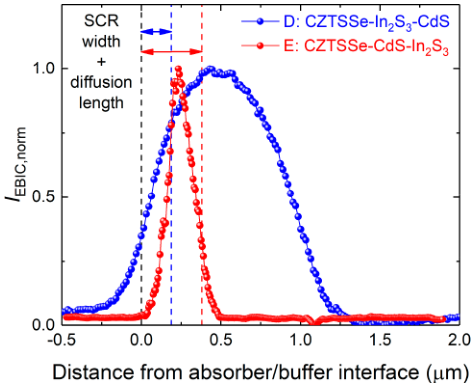 SCR
width
+
diffusion
length
D: CZTSSe-In₂S₃-CdS
E: CZTSSe-CdS-In₂S₃
1.0
0.5
0.0
I_EBIC,norm
-0.5 0.0 0.5 1.0 1.5 2.0
Distance from absorber/buffer interface (μm)